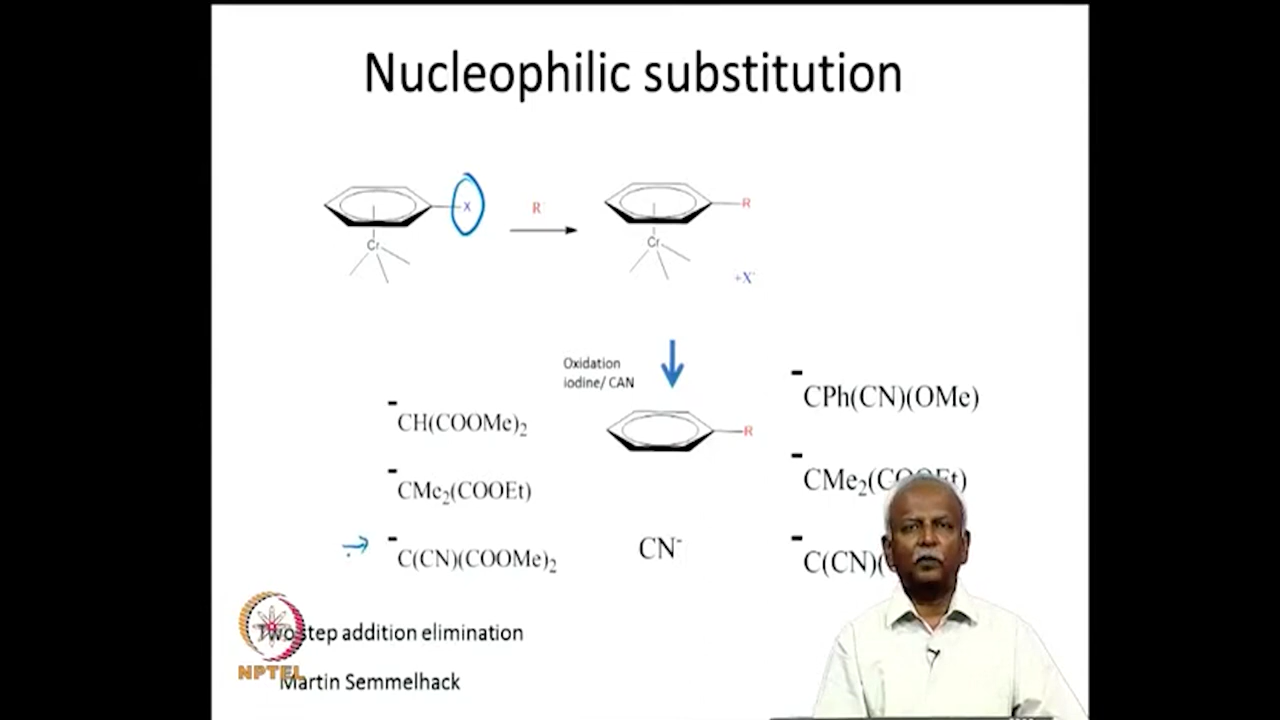 Nucleophilic substitution
X
R⁻
R
Cr
Cr
+X⁻
Oxidation
iodine/ CAN
R
⁻CH(COOMe)₂
⁻CMe₂(COOEt)
⁻C(CN)(COOMe)₂
CN⁻
⁻CPh(CN)(OMe)
⁻CMe₂(COOEt)
⁻C(CN)(
Two step addition elimination
NPTEL
Martin Semmelhack